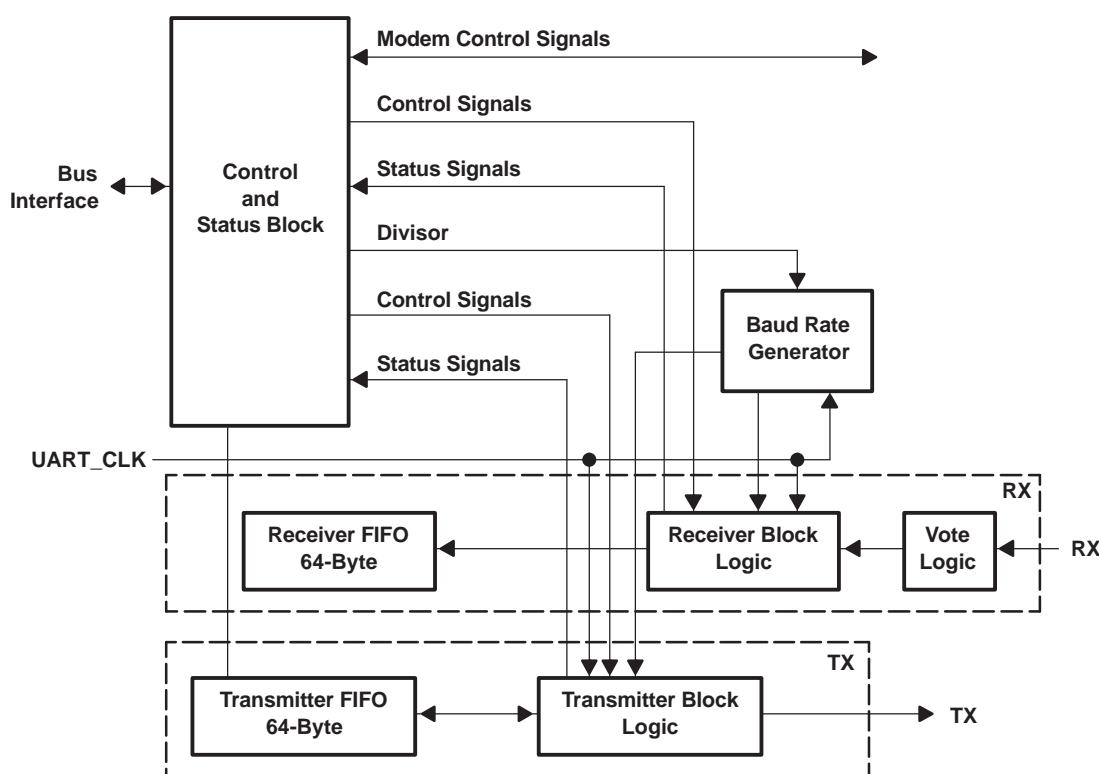 Modem Control Signals
Control Signals
Bus
Interface
Control
and
Status Block
Status Signals
Divisor
Control Signals
Baud Rate
Generator
Status Signals
UART_CLK
RX
Receiver FIFO
64-Byte
Receiver Block
Logic
Vote
Logic
RX
TX
Transmitter FIFO
64-Byte
Transmitter Block
Logic
TX